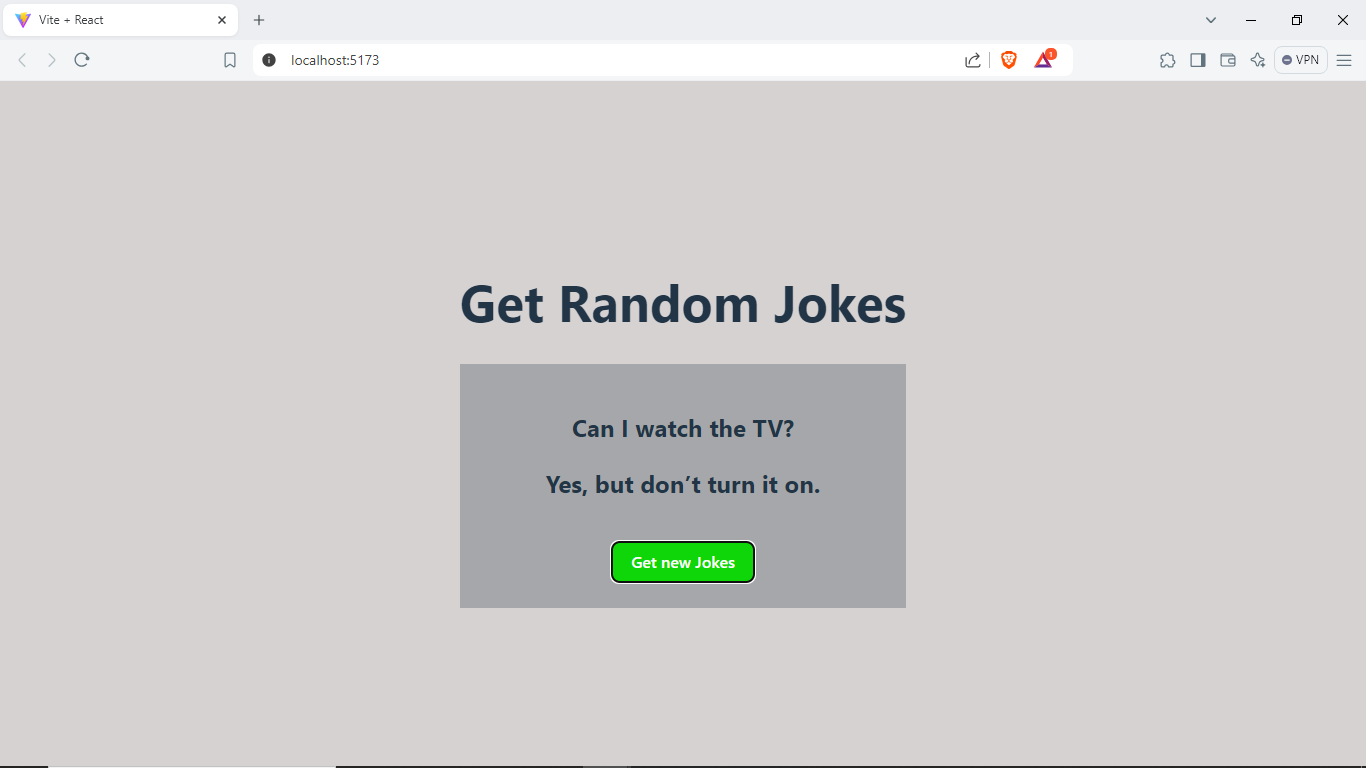 Vite + React
localhost:5173
1
VPN
Get Random Jokes
Can I watch the TV?
Yes, but don’t turn it on.
Get new Jokes